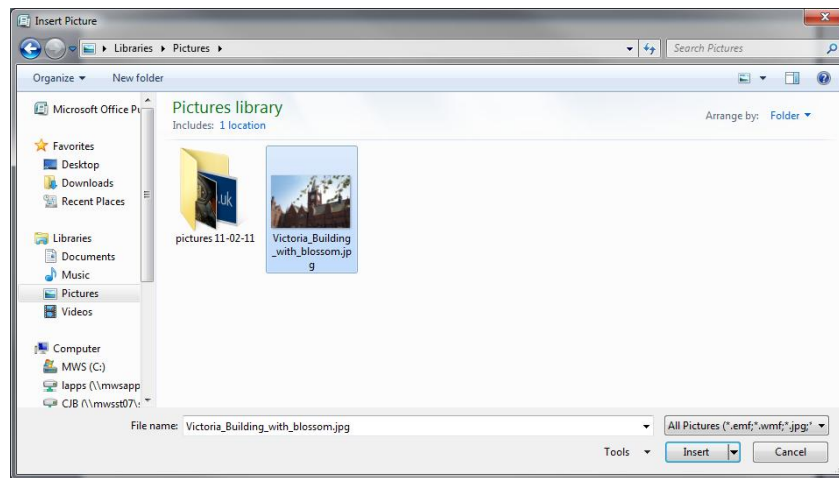 Insert Picture
Libraries
Pictures
Search Pictures
Organize
New folder
Microsoft Office
Pictures library
Includes: 1 location
Arrange by: Folder
Favorites
Desktop
Downloads
Recent Places
Libraries
Documents
Music
Pictures
Videos
Computer
MWS (C:)
lapps (\\mwsapp
CJB (\\mwsst07\
.uk
pictures 11-02-11
Victoria_Building
_with_blossom.jp
g
File name: Victoria_Building_with_blossom.jpg
All Pictures (*.emf;*.wmf;*.jpg;*
Tools
Insert
Cancel